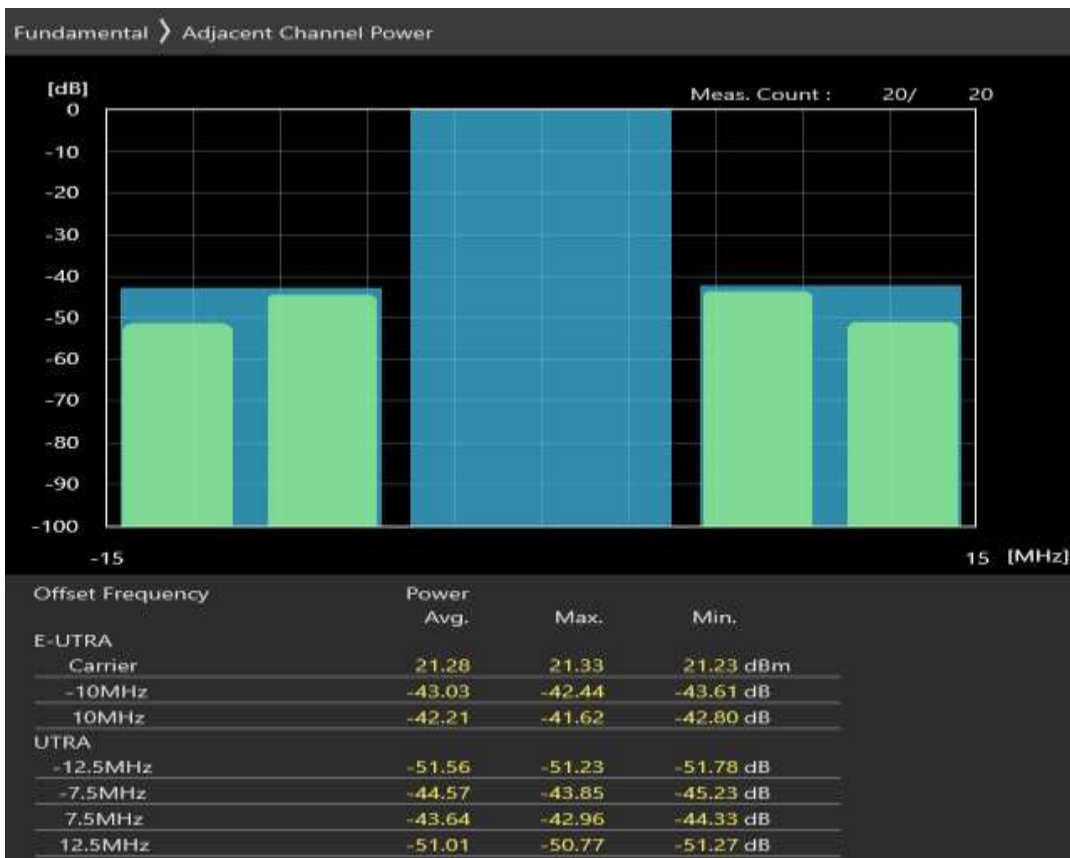 Fundamental ❯ Adjacent Channel Power
[dB]
Meas. Count : 20/ 20
0
-10
-20
-30
-40
-50
-60
-70
-80
-90
-100
-15 15 [MHz]
Offset Frequency Power
Avg. Max. Min.
E-UTRA
Carrier 21.28 21.33 21.23 dBm
-10MHz -43.03 -42.44 -43.61 dB
10MHz -42.21 -41.62 -42.80 dB
UTRA
-12.5MHz -51.56 -51.23 -51.78 dB
-7.5MHz -44.57 -43.85 -45.23 dB
7.5MHz -43.64 -42.96 -44.33 dB
12.5MHz -51.01 -50.77 -51.27 dB